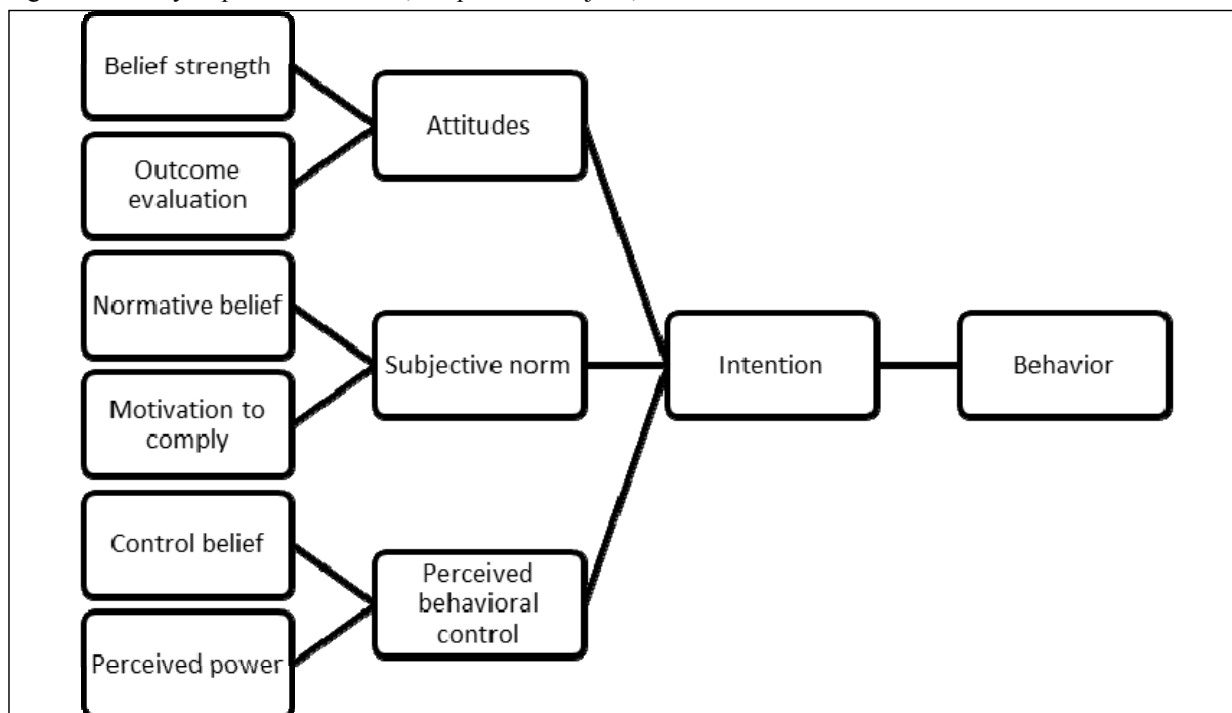 Belief strength
Attitudes
Outcome
evaluation
Normative belief
Subjective norm
Intention
Behavior
Motivation to
comply
Control belief
Perceived
behavioral
control
Perceived power